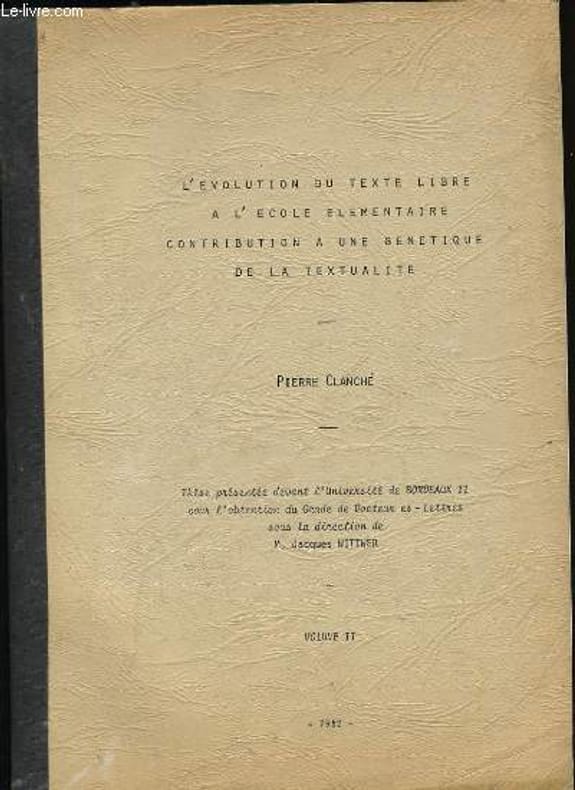 Le-livre.com
L'EVOLUTION DU TEXTE LIBRE
A L'ECOLE ELEMENTAIRE
CONTRIBUTION A UNE GENETIQUE
DE LA TEXTUALITE
PIERRE CLANCHÉ
Thèse présentée devant l'Université de BORDEAUX II
pour l'obtention du Grade de Docteur es-Lettres
sous la direction de
M. Jacques WITTWER
VOLUME II
- 1982 -